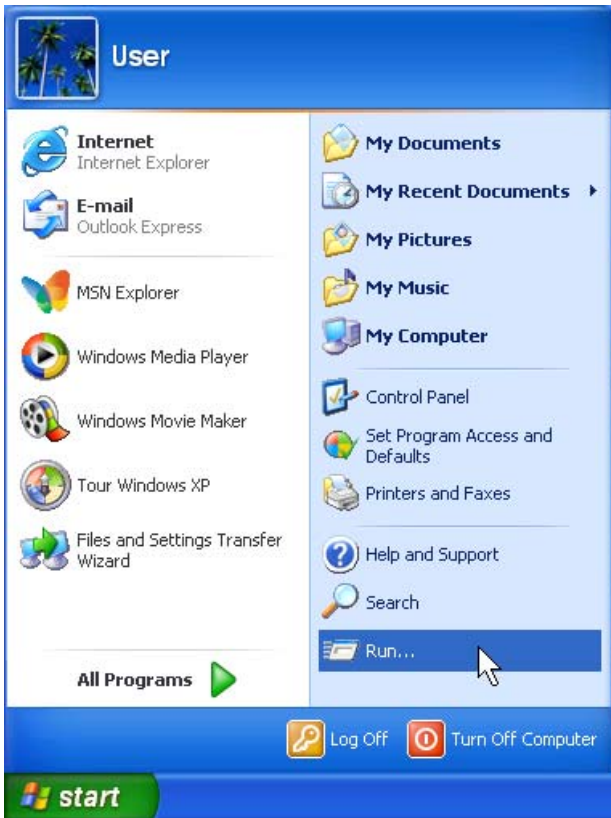 User
Internet
Internet Explorer
E-mail
Outlook Express
MSN Explorer
Windows Media Player
Windows Movie Maker
Tour Windows XP
Files and Settings Transfer
Wizard
All Programs
My Documents
My Recent Documents
My Pictures
My Music
My Computer
Control Panel
Set Program Access and
Defaults
Printers and Faxes
Help and Support
Search
Run...
Log Off
Turn Off Computer
start